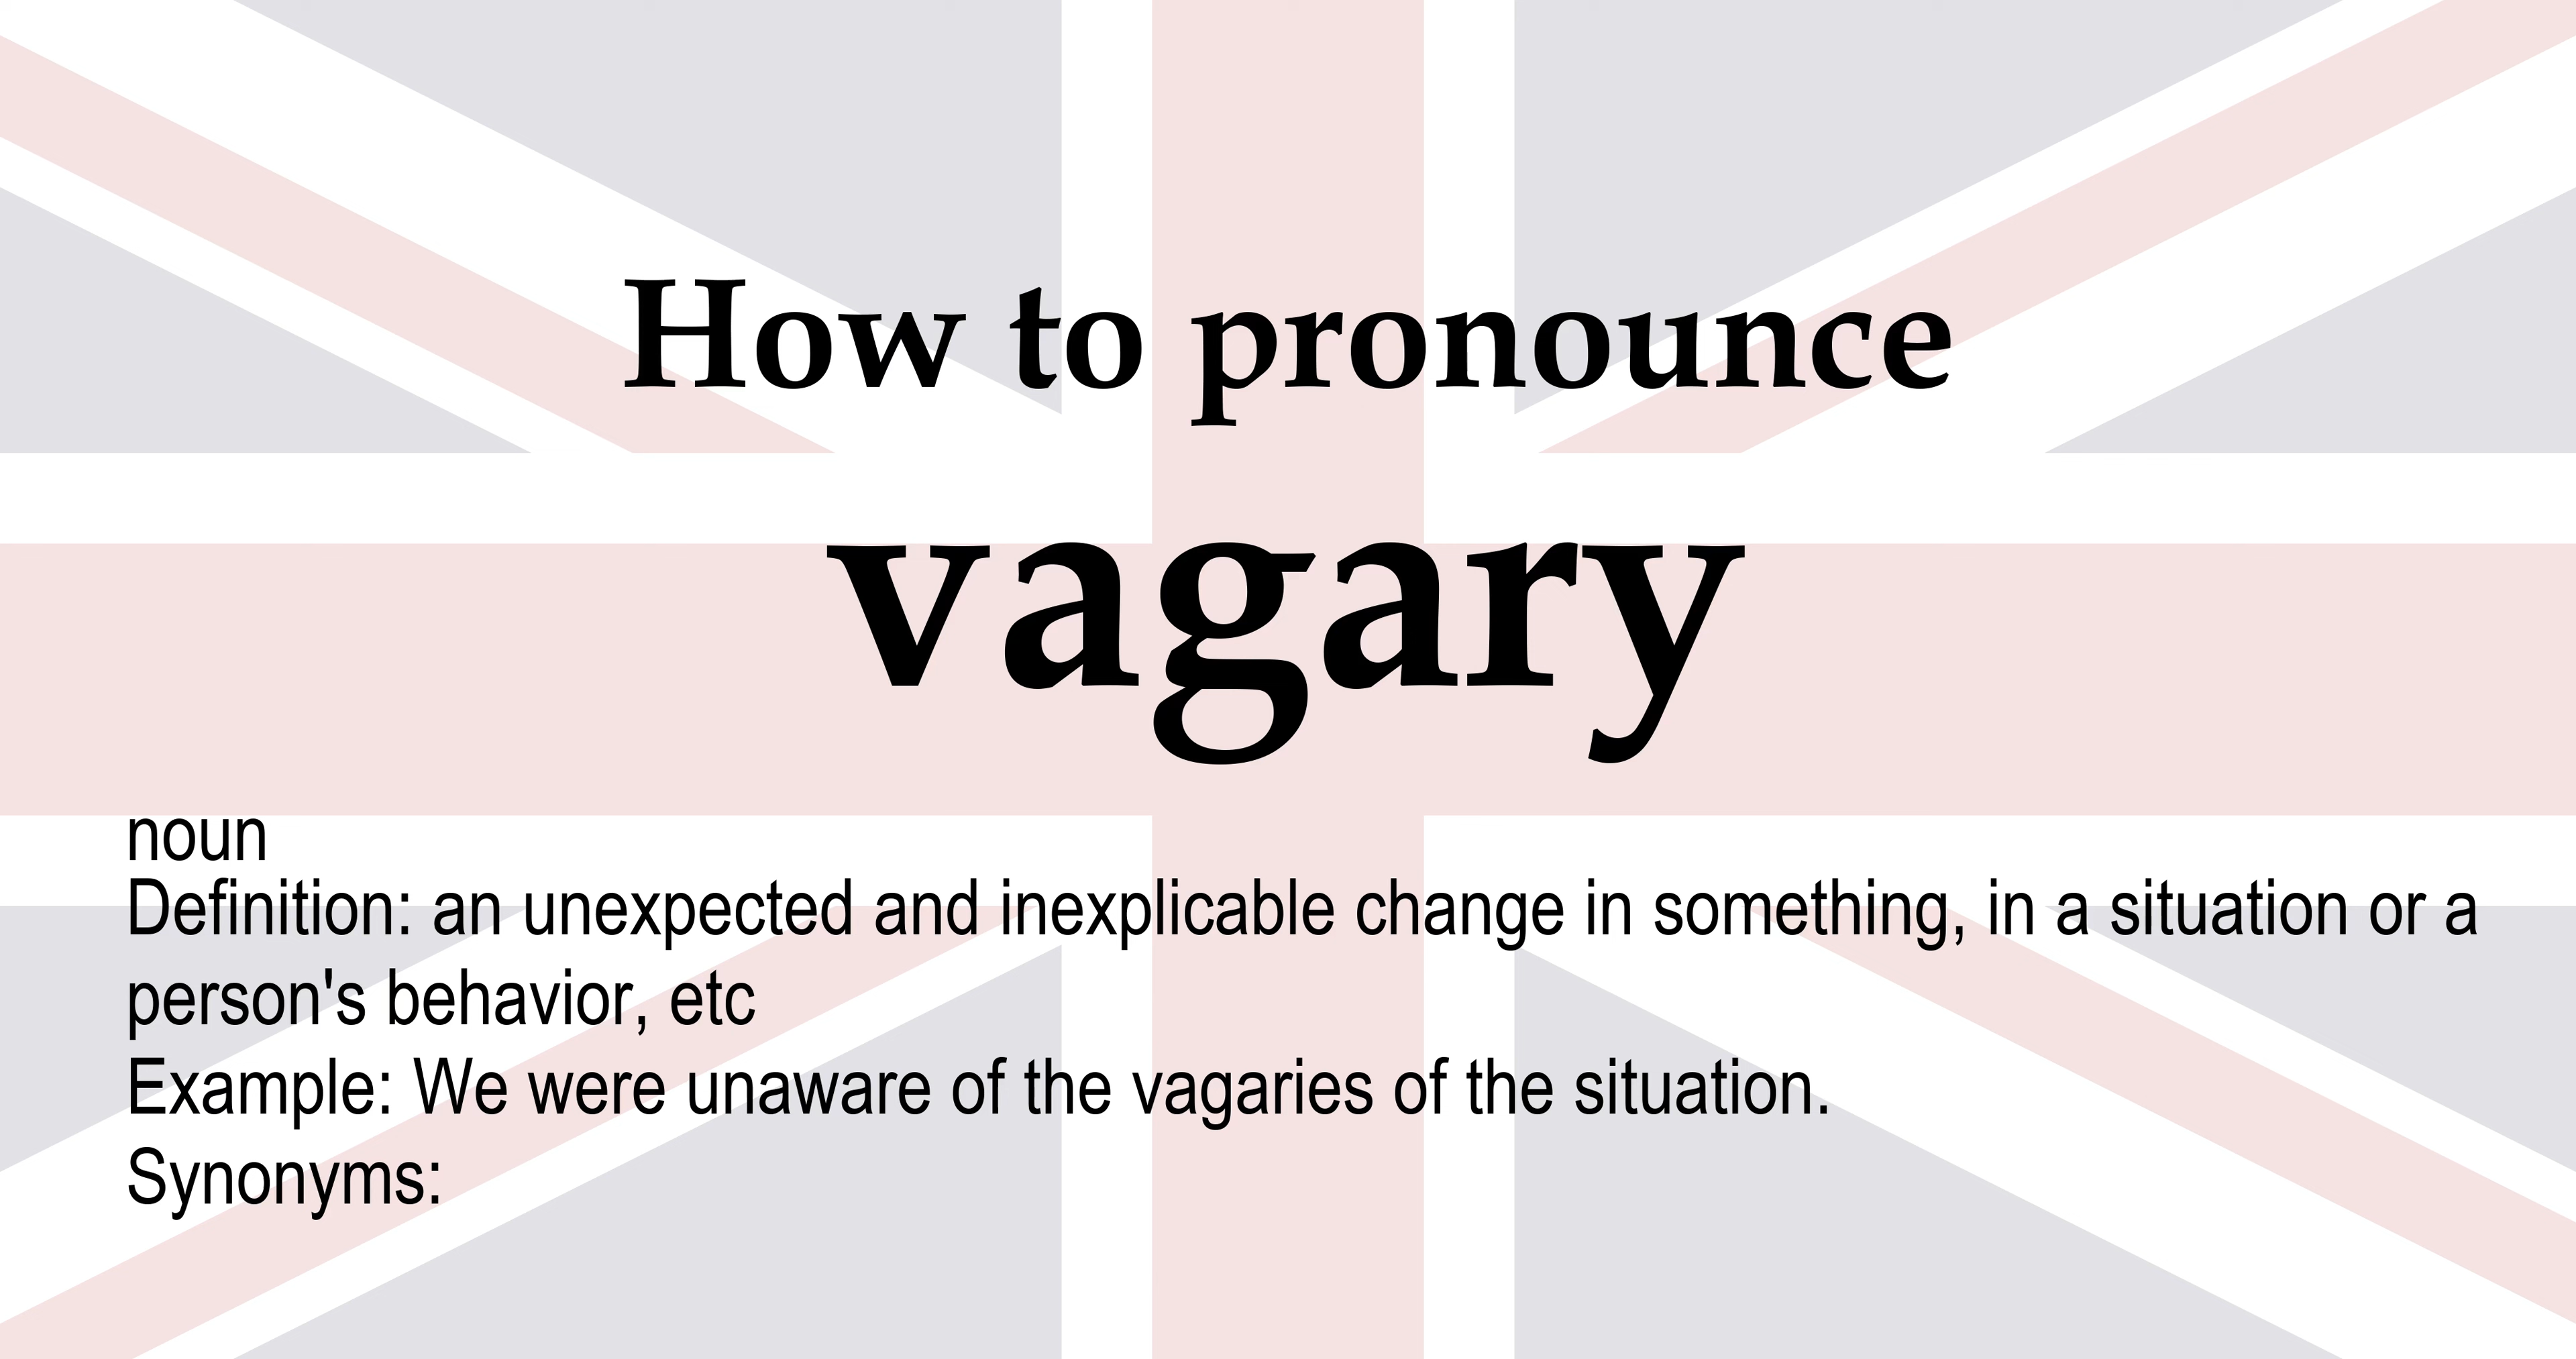 How to pronounce
vagary
noun
Definition: an unexpected and inexplicable change in something, in a situation or a
person's behavior, etc
Example: We were unaware of the vagaries of the situation.
Synonyms: